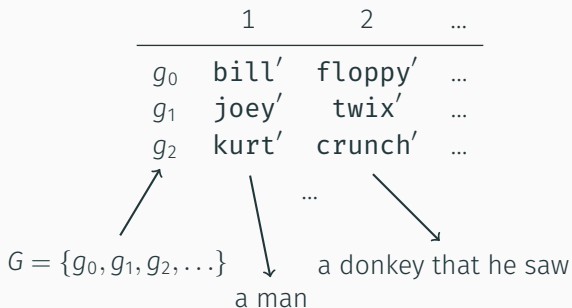 1 2 ...
g₀ bill′ floppy′ ...
g₁ joey′ twix′ ...
g₂ kurt′ crunch′ ...
...
G = {g₀, g₁, g₂, ...}
a donkey that he saw
a man